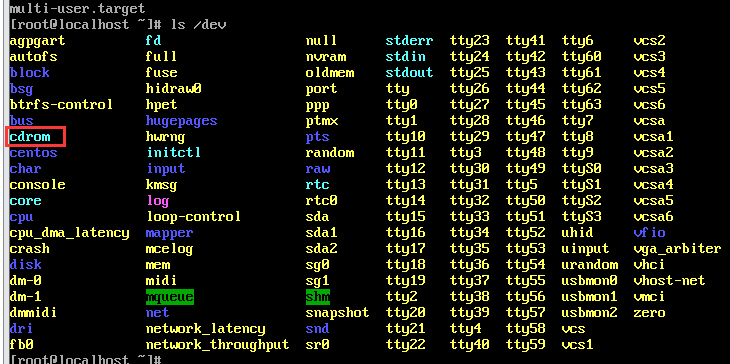 multi-user.target
[root@localhost ~]# ls /dev
agpgart fd null stderr tty23 tty41 tty6 vcs2
autofs full nvram stdin tty24 tty42 tty60 vcs3
block fuse oldmem stdout tty25 tty43 tty61 vcs4
bsg hidraw0 port tty tty26 tty44 tty62 vcs5
btrfs-control hpet ppp tty0 tty27 tty45 tty63 vcs6
bus hugepages ptmx tty1 tty28 tty46 tty7 vcsa
cdrom hwrng pts tty10 tty29 tty47 tty8 vcsa1
centos initctl random tty11 tty3 tty48 tty9 vcsa2
char input raw tty12 tty30 tty49 ttyS0 vcsa3
console kmsg rtc tty13 tty31 tty5 ttyS1 vcsa4
core log rtc0 tty14 tty32 tty50 ttyS2 vcsa5
cpu loop-control sda tty15 tty33 tty51 ttyS3 vcsa6
cpu_dma_latency mapper sda1 tty16 tty34 tty52 uhid vfio
crash mcelog sda2 tty17 tty35 tty53 uinput vga_arbiter
disk mem sg0 tty18 tty36 tty54 urandom vhci
dm-0 midi sg1 tty19 tty37 tty55 usbmon0 vhost-net
dm-1 mqueue shm tty2 tty38 tty56 usbmon1 vmci
dmmidi net snapshot tty20 tty39 tty57 usbmon2 zero
dri network_latency snd tty21 tty4 tty58 vcs
fb0 network_throughput sr0 tty22 tty40 tty59 vcs1
[root@localhost ~]#